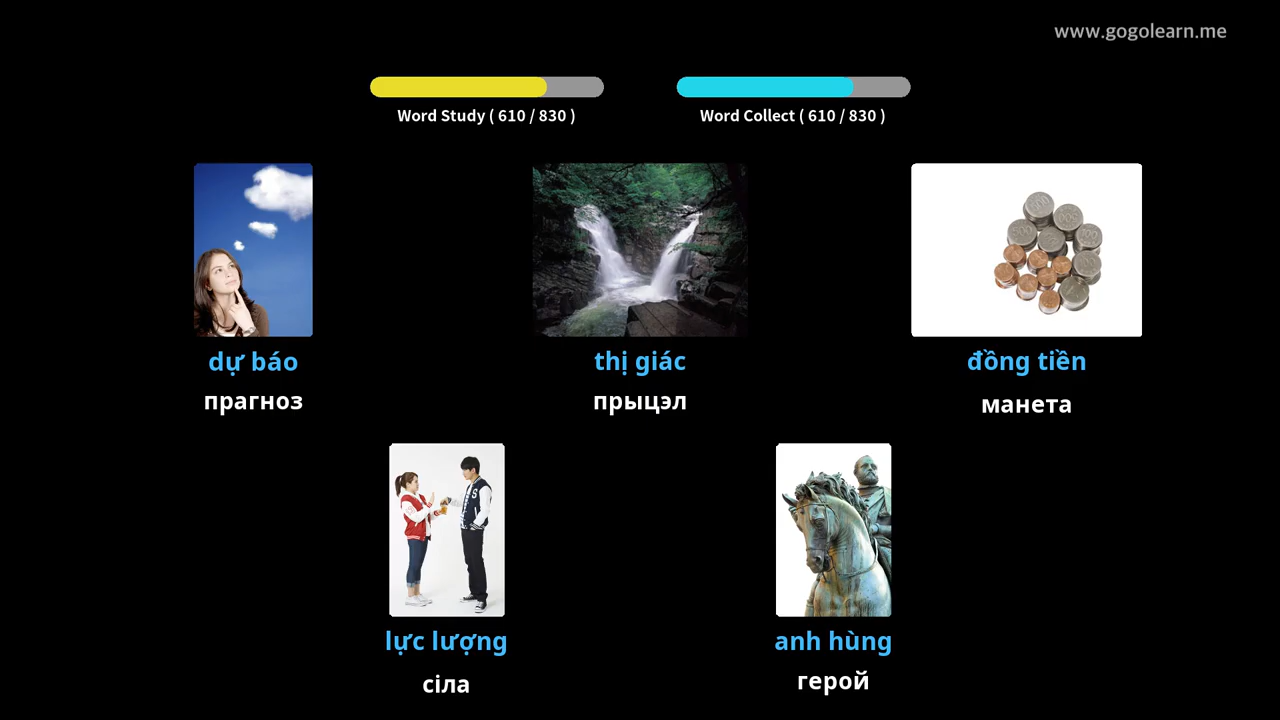 www.gogolearn.me
Word Study ( 610 / 830 )
Word Collect ( 610 / 830 )
dự báo
прагноз
thị giác
прыцэл
đồng tiền
манета
lực lượng
сіла
anh hùng
герой